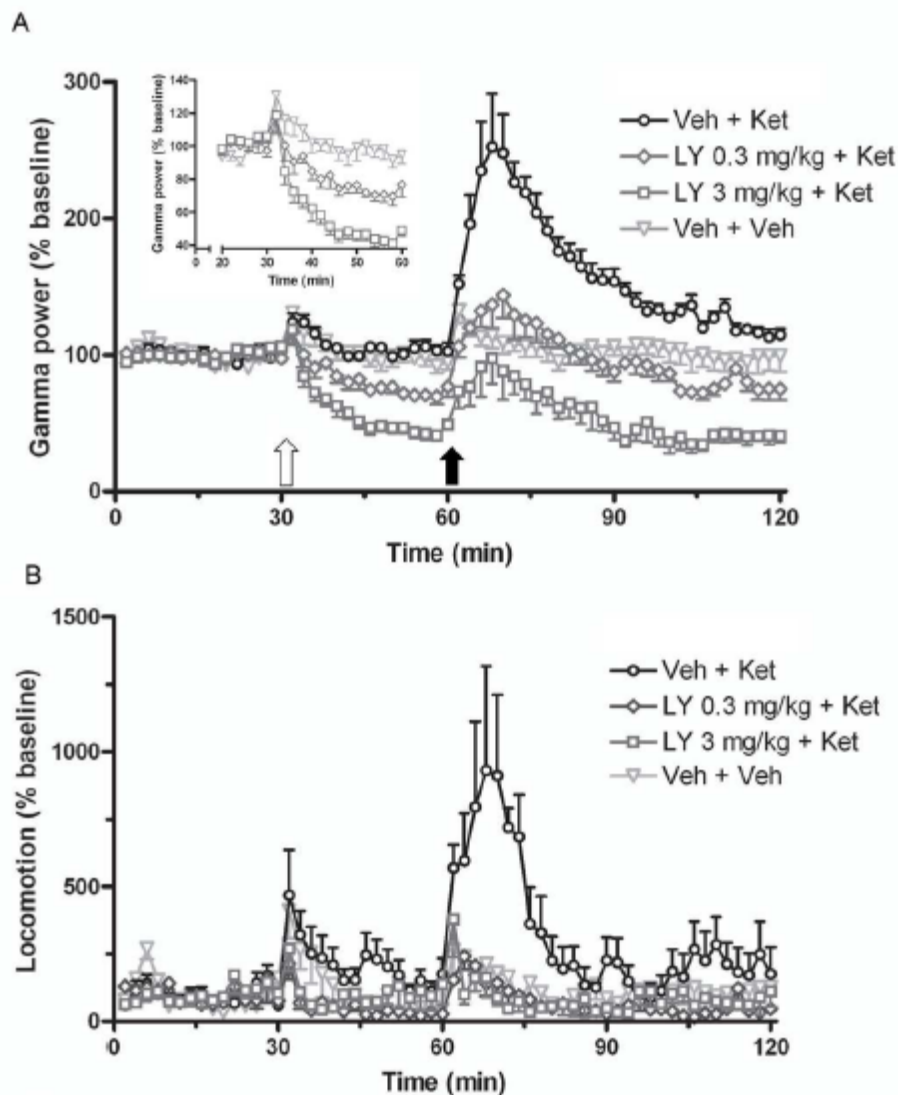 A
300
200
100
0
Gamma power (% baseline)
0
30
60
90
120
Time (min)
140
120
100
80
60
40
Gamma power (% baseline)
0
20
30
40
50
60
Time (min)
Veh + Ket
LY 0.3 mg/kg + Ket
LY 3 mg/kg + Ket
Veh + Veh
B
1500
1000
500
0
Locomotion (% baseline)
0
30
60
90
120
Time (min)
Veh + Ket
LY 0.3 mg/kg + Ket
LY 3 mg/kg + Ket
Veh + Veh